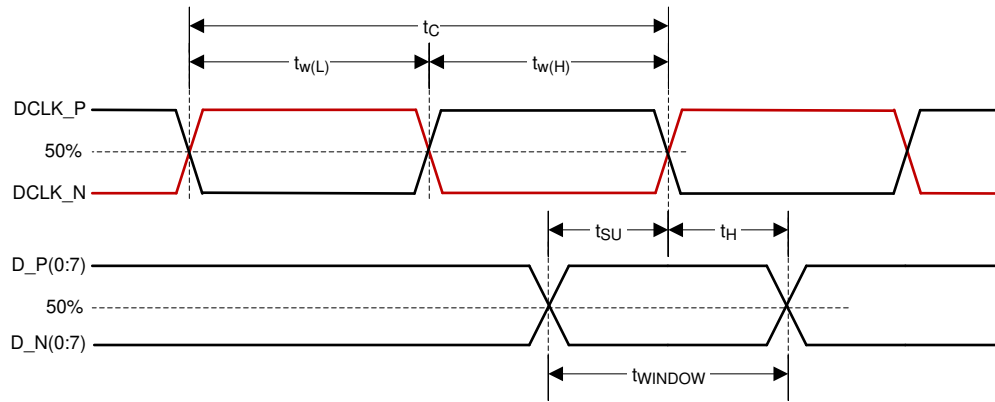 tC
tw(L)
tw(H)
DCLK_P
50%
DCLK_N
tSU
tH
D_P(0:7)
50%
D_N(0:7)
tWINDOW